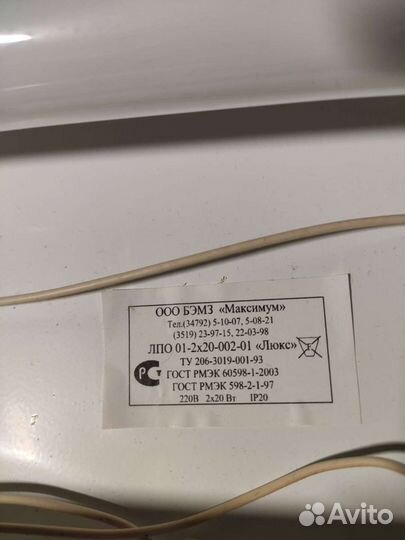 ООО БЭМЗ «Максимум»
Тел.(34792) 5-10-07, 5-08-21
(3519) 23-97-15, 22-03-98
ЛПО 01-2х20-002-01 «Люкс»
ТУ 206-3019-001-93
ГОСТ РМЭК 60598-1-2003
ГОСТ РМЭК 598-2-1-97
220В 2х20 Вт IP20
Avito